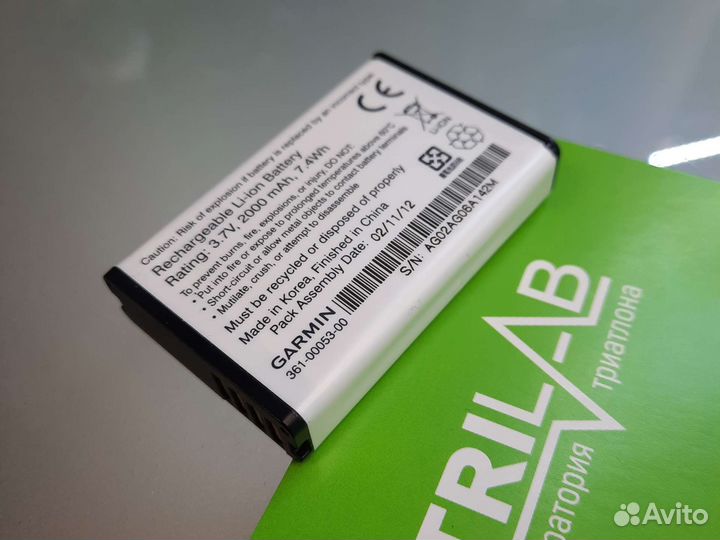 Caution: Risk of explosion if battery is replaced by an incorrect type
Rechargeable Li-ion Battery
Rating: 3.7V, 2000 mAh, 7.4Wh
To prevent burns, fire, explosions, or injury, DO NOT:
• Put into fire or expose to prolonged temperatures above 60°C
• Short-circuit or allow metal objects to contact battery terminals
• Mutilate, crush, or attempt to disassemble
Must be recycled or disposed of properly
Made in Korea, Finished in China
Pack Assembly Date: 02/11/12
GARMIN
361-00053-00
S/N: AG02AG06A142M
CE
Li-ION
TRILAB
ратория
триатлона
Avito